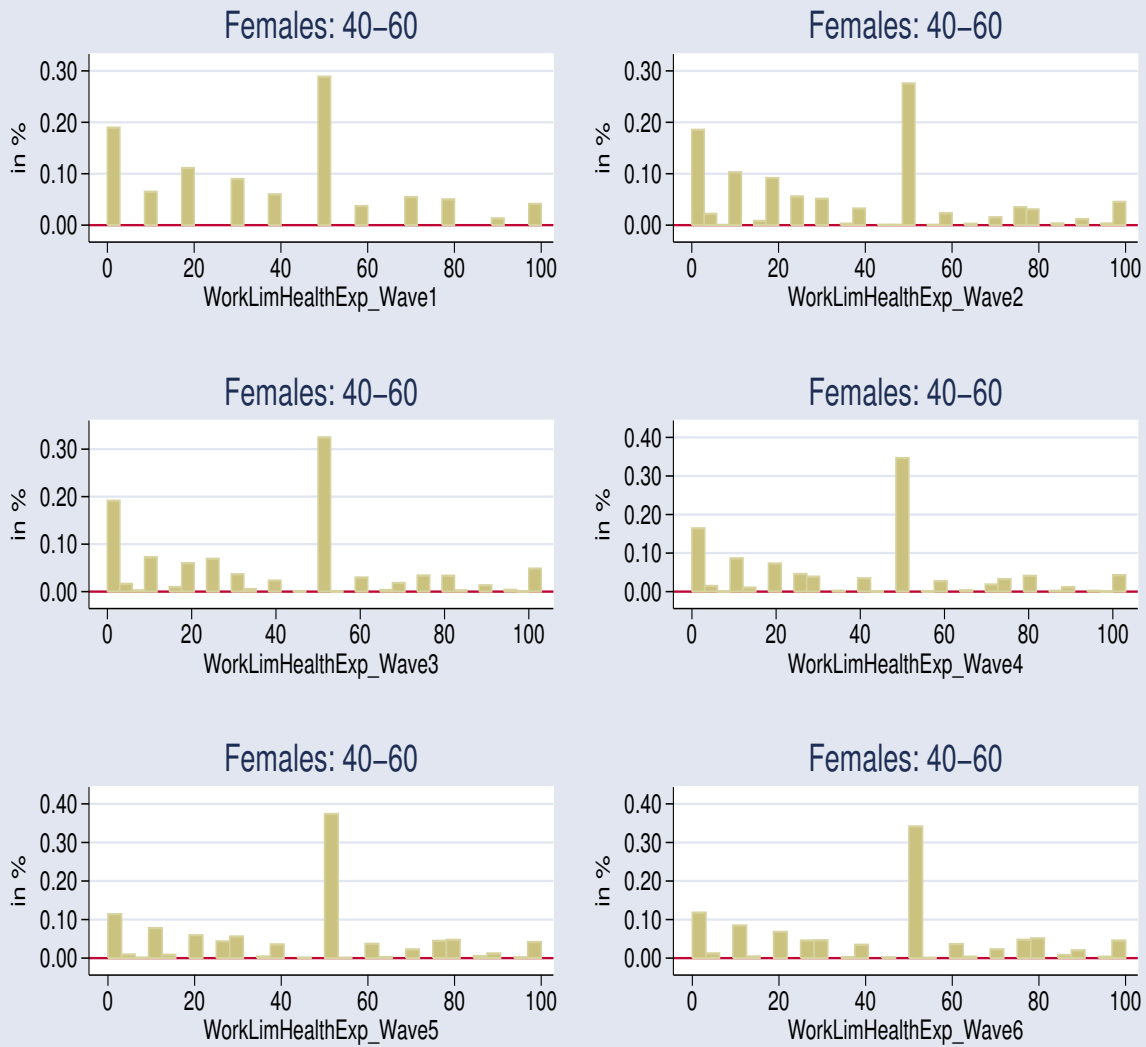 Females: 40−60
Females: 40−60
in %
0.30
0.20
0.10
0.00
0 20 40 60 80 100
WorkLimHealthExp_Wave1
in %
0.30
0.20
0.10
0.00
0 20 40 60 80 100
WorkLimHealthExp_Wave2
Females: 40−60
Females: 40−60
in %
0.30
0.20
0.10
0.00
0 20 40 60 80 100
WorkLimHealthExp_Wave3
in %
0.40
0.30
0.20
0.10
0.00
0 20 40 60 80 100
WorkLimHealthExp_Wave4
Females: 40−60
Females: 40−60
in %
0.40
0.30
0.20
0.10
0.00
0 20 40 60 80 100
WorkLimHealthExp_Wave5
in %
0.40
0.30
0.20
0.10
0.00
0 20 40 60 80 100
WorkLimHealthExp_Wave6